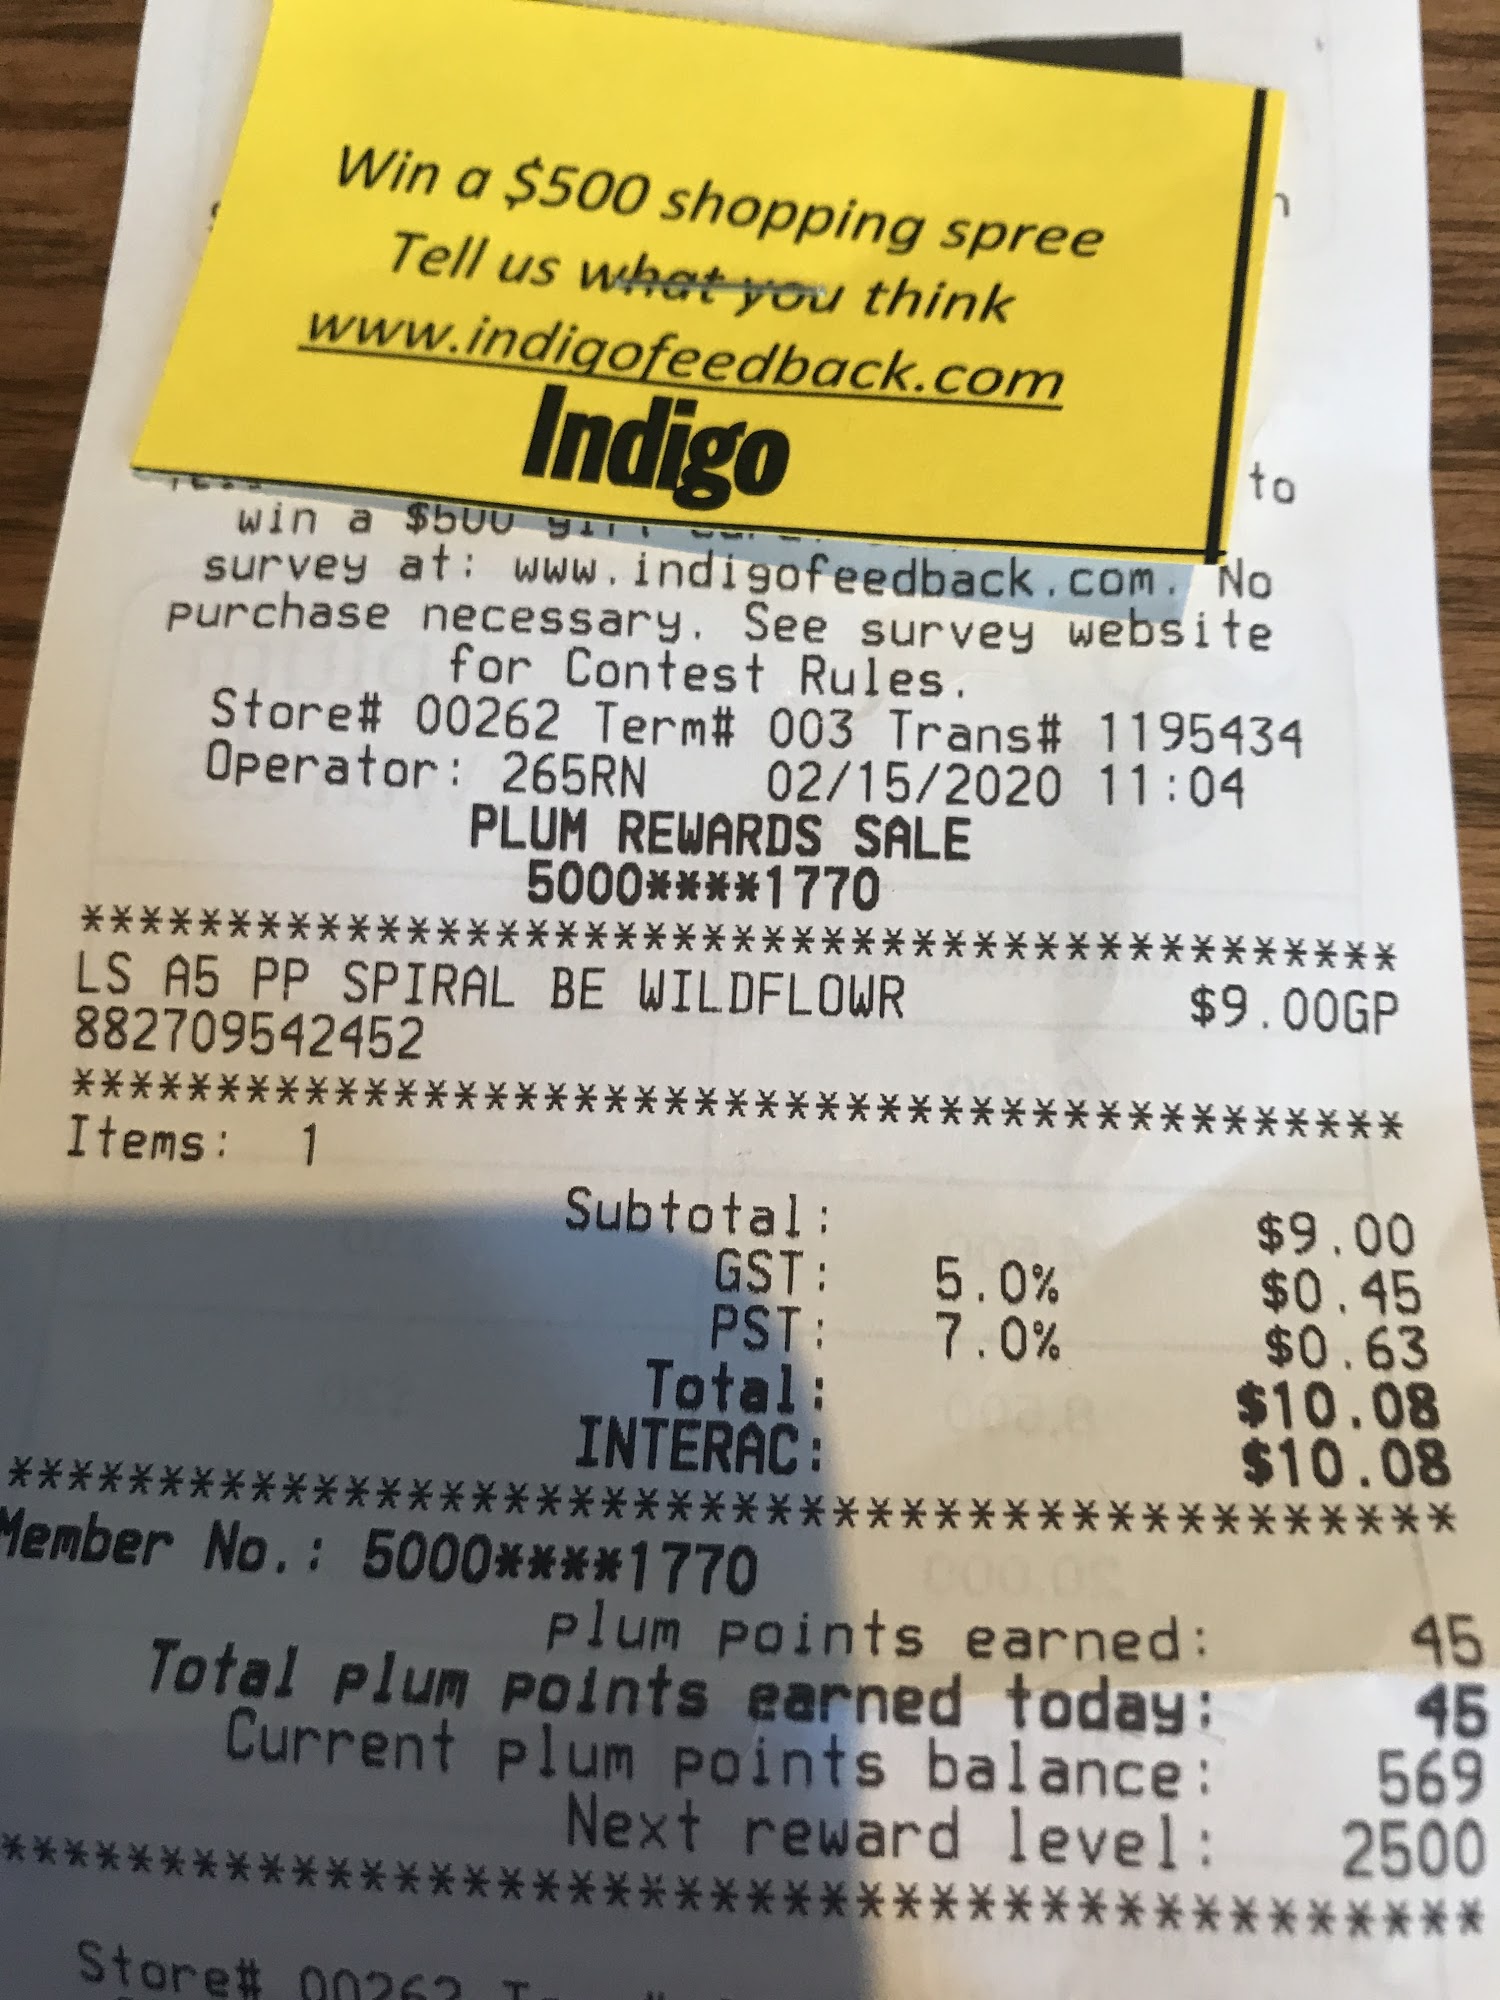 Win a $500 shopping spree
Tell us what you think
www.indigofeedback.com
Indigo
to
win a $500 gift
survey at: www.indigofeedback.com. No
purchase necessary. See survey website
for Contest Rules.
Store# 00262 Term# 003 Trans# 1195434
Operator: 265RN 02/15/2020 11:04
PLUM REWARDS SALE
5000****1770
********************************************
LS A5 PP SPIRAL BE WILDFLOWR $9.00GP
882709542452
********************************************
Items: 1
Subtotal: $9.00
GST: 5.0% $0.45
PST: 7.0% $0.63
Total: $10.08
INTERAC: $10.08
********************************************
Member No.: 5000****1770
plum points earned: 45
Total plum points earned today: 45
Current plum points balance: 569
Next reward level: 2500
********************************************
Store# 00262